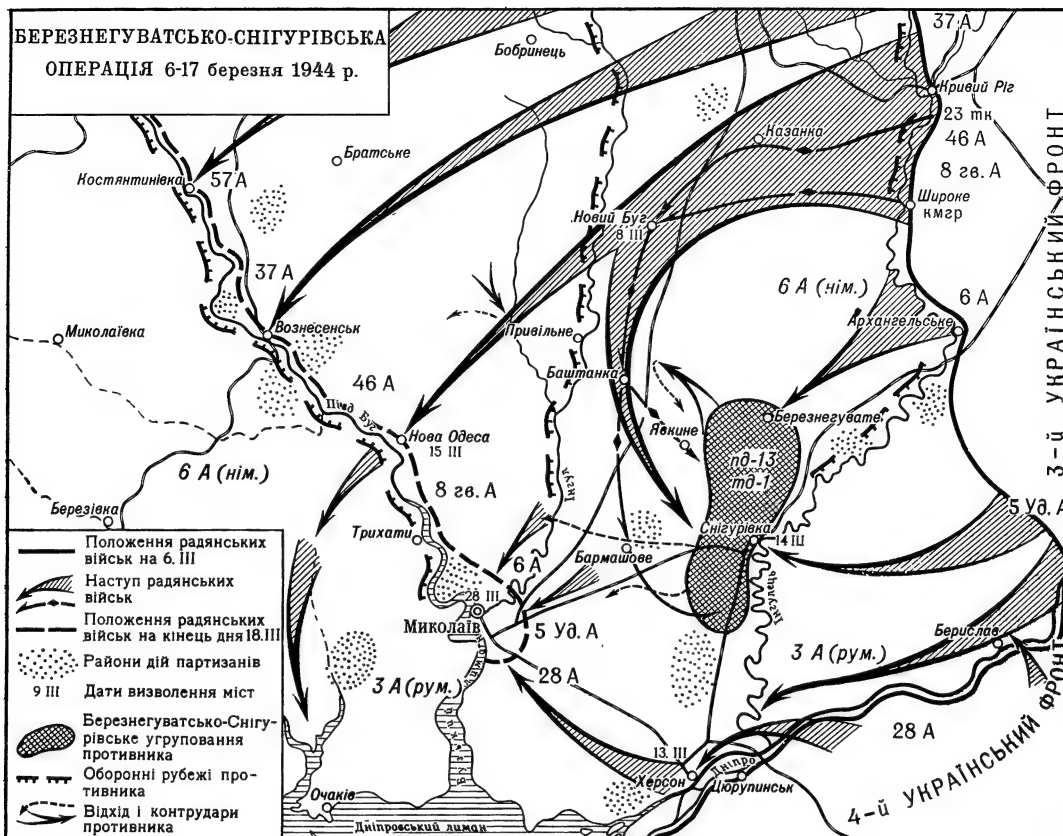 БЕРЕЗНЕГУВАТСЬКО-СНІГУРІВСЬКА
ОПЕРАЦІЯ 6-17 березня 1944 р.
Бобринець
37 А
Кривий Ріг
23 тк
46 А
8 гв. А
Казанка
Братське
Костянтинівка
57 А
Широке
кмгр
Новий Буг
8 III
37 А
6 А (нім.)
6 А
Архангельське
Миколаївка
Вознесенськ
Привільне
Баштанка
3-й УКРАЇНСЬКИЙ ФРОНТ
46 А
Півд Буг
Березнегувате
Явкине
Нова Одеса
15 III
пд-13
тд-1
6 А (нім.)
8 гв. А
Інгул
5 Уд. А
Березівка
Снігурівка
14 III
Трихати
Бармашове
6 А
Інгулець
28 III
Миколаїв
5 Уд. А
Берислав
3 А (рум.)
28 А
3 А (рум.)
Бузький лиман
28 А
4-й УКРАЇНСЬКИЙ ФРОНТ
13. III
Дніпро
Херсон
Цюрупинськ
Очаків
Дніпровський лиман
Положення радянських
військ на 6. III
Наступ радянських
військ
Положення радянських
військ на кінець дня 18.III
Райони дій партизанів
9 III Дати визволення міст
Березнегуватсько-Снігу-
рівське угруповання
противника
Оборонні рубежі про-
тивника
Відхід і контрудари
противника